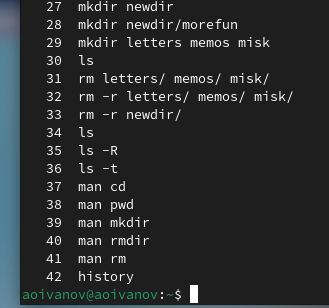 27 mkdir newdir
28 mkdir newdir/morefun
29 mkdir letters memos misk
30 ls
31 rm letters/ memos/ misk/
32 rm -r letters/ memos/ misk/
33 rm -r newdir/
34 ls
35 ls -R
36 ls -t
37 man cd
38 man pwd
39 man mkdir
40 man rmdir
41 man rm
42 history
aoivanov@aoivanov:~$